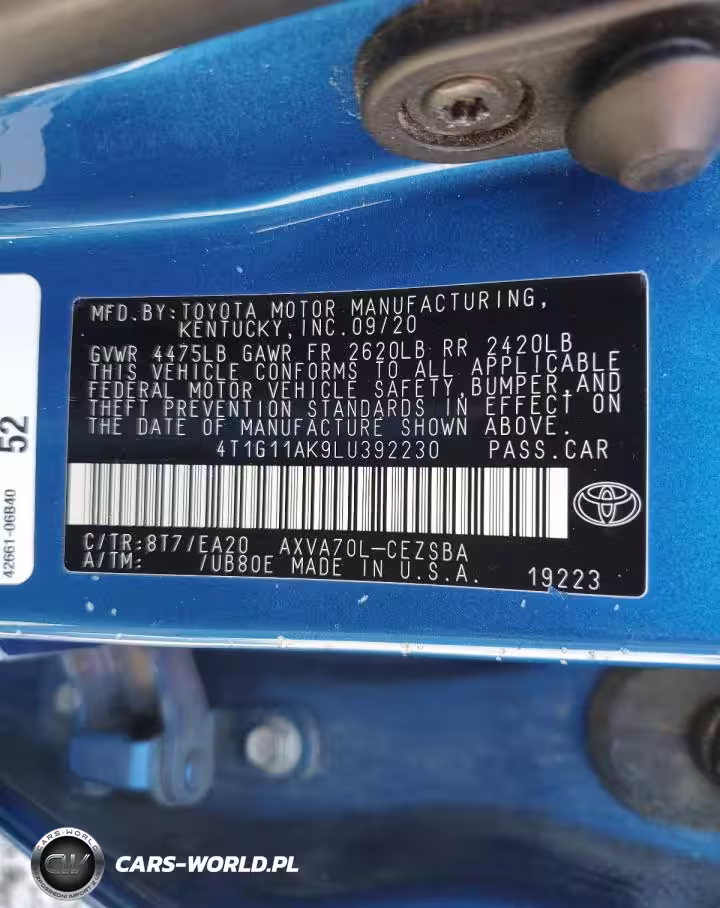 MFD.BY:TOYOTA MOTOR MANUFACTURING,
KENTUCKY,INC.09/20
GVWR 4475LB GAWR FR 2620LB RR 2420LB
THIS VEHICLE CONFORMS TO ALL APPLICABLE
FEDERAL MOTOR VEHICLE SAFETY,BUMPER,AND
THEFT PREVENTION STANDARDS IN EFFECT ON
THE DATE OF MANUFACTURE SHOWN ABOVE.
4T1G11AK9LU392230 PASS.CAR
C/TR:8T7/EA20 AXVA70L-CEZSBA
A/TM: /UB80E MADE IN U.S.A. 19223
52
42661-06B40
CARS-WORLD
CW
CARS-WORLD.PL